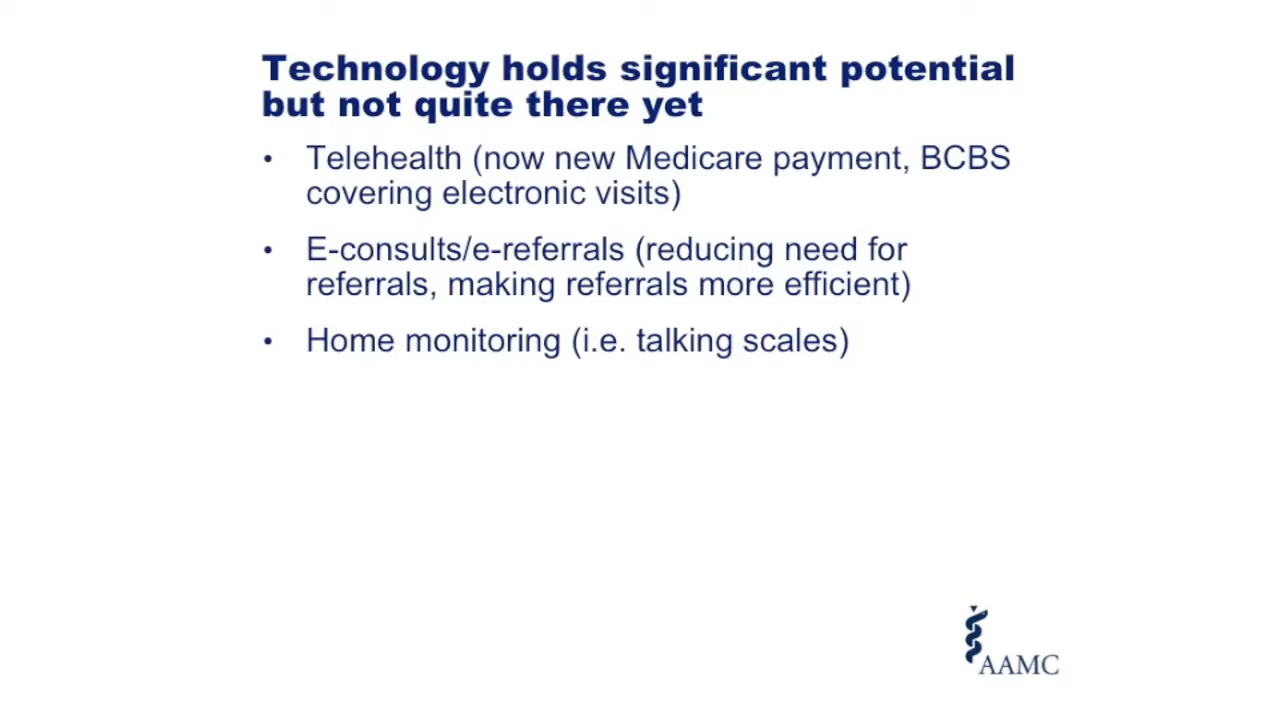 Technology holds significant potential
but not quite there yet
• Telehealth (now new Medicare payment, BCBS
covering electronic visits)
• E-consults/e-referrals (reducing need for
referrals, making referrals more efficient)
• Home monitoring (i.e. talking scales)
AAMC